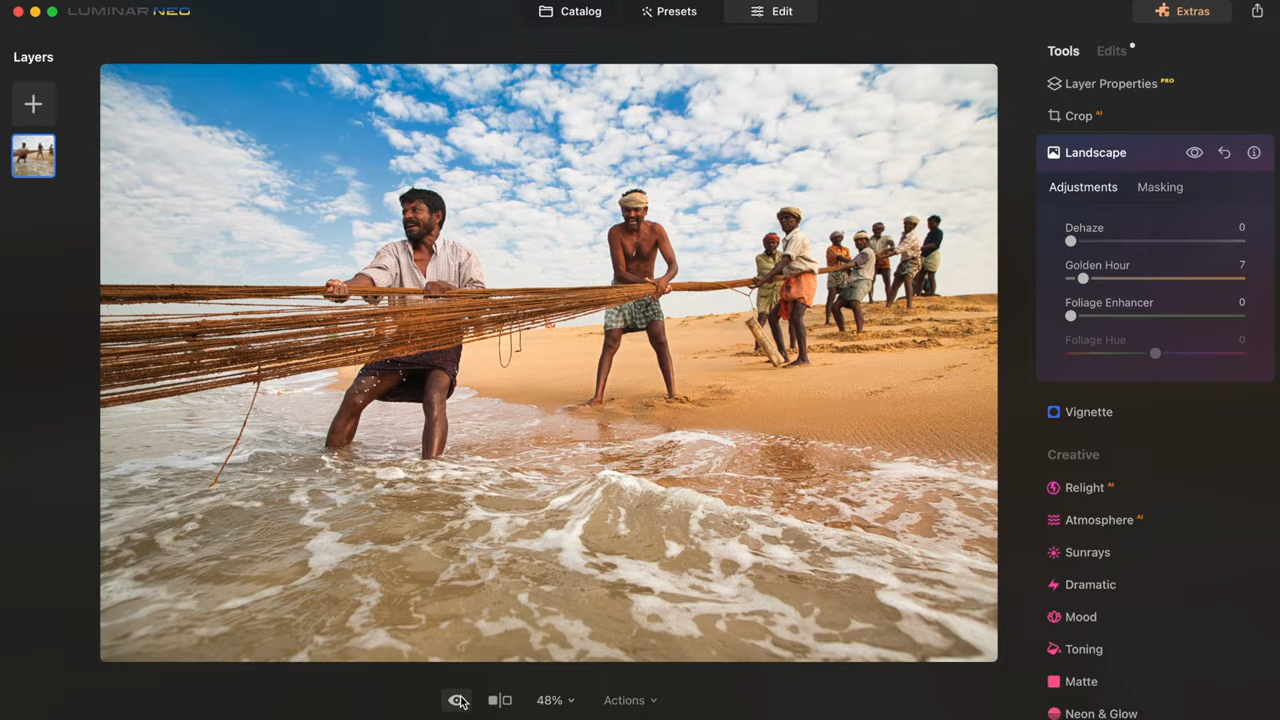 LUMINAR NEO
Catalog
Presets
Edit
Extras
Layers
Tools
Edits
Layer Properties PRO
Crop AI
Landscape
Adjustments
Masking
Dehaze 0
Golden Hour 7
Foliage Enhancer 0
Foliage Hue 0
Vignette
Creative
Relight AI
Atmosphere AI
Sunrays
Dramatic
Mood
Toning
Matte
Neon & Glow
48%
Actions